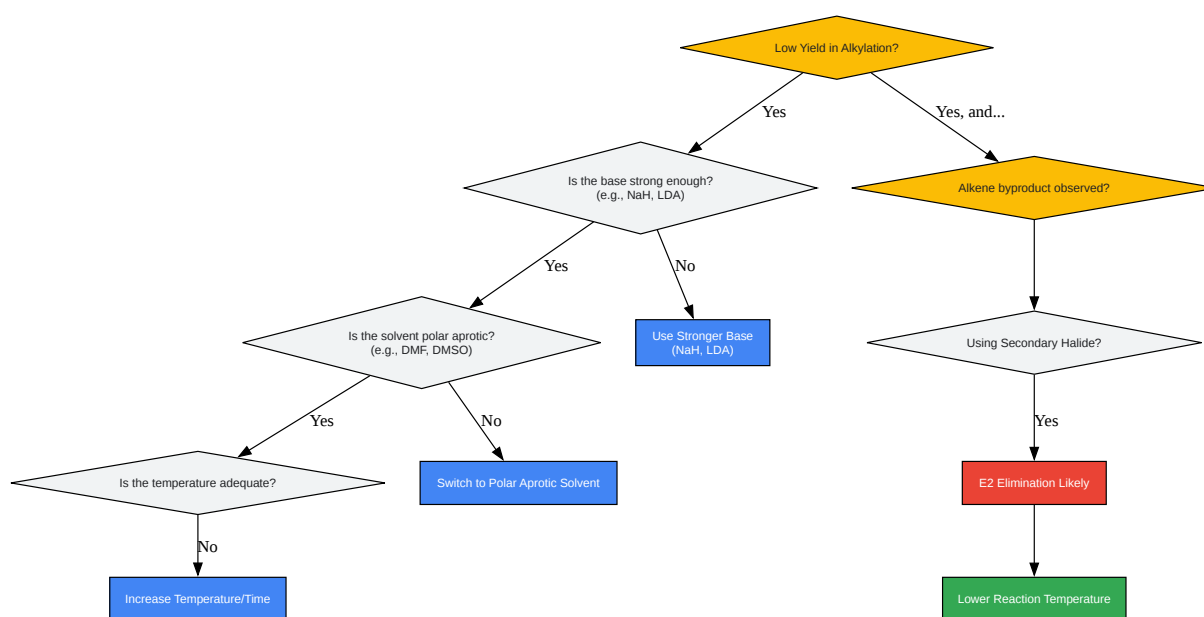 Low Yield in Alkylation?
Yes
Yes, and...
Is the base strong enough?
(e.g., NaH, LDA)
Alkene byproduct observed?
Yes
No
Is the solvent polar aprotic?
(e.g., DMF, DMSO)
Use Stronger Base
(NaH, LDA)
Using Secondary Halide?
Yes
No
Yes
Is the temperature adequate?
Switch to Polar Aprotic Solvent
E2 Elimination Likely
No
Increase Temperature/Time
Lower Reaction Temperature